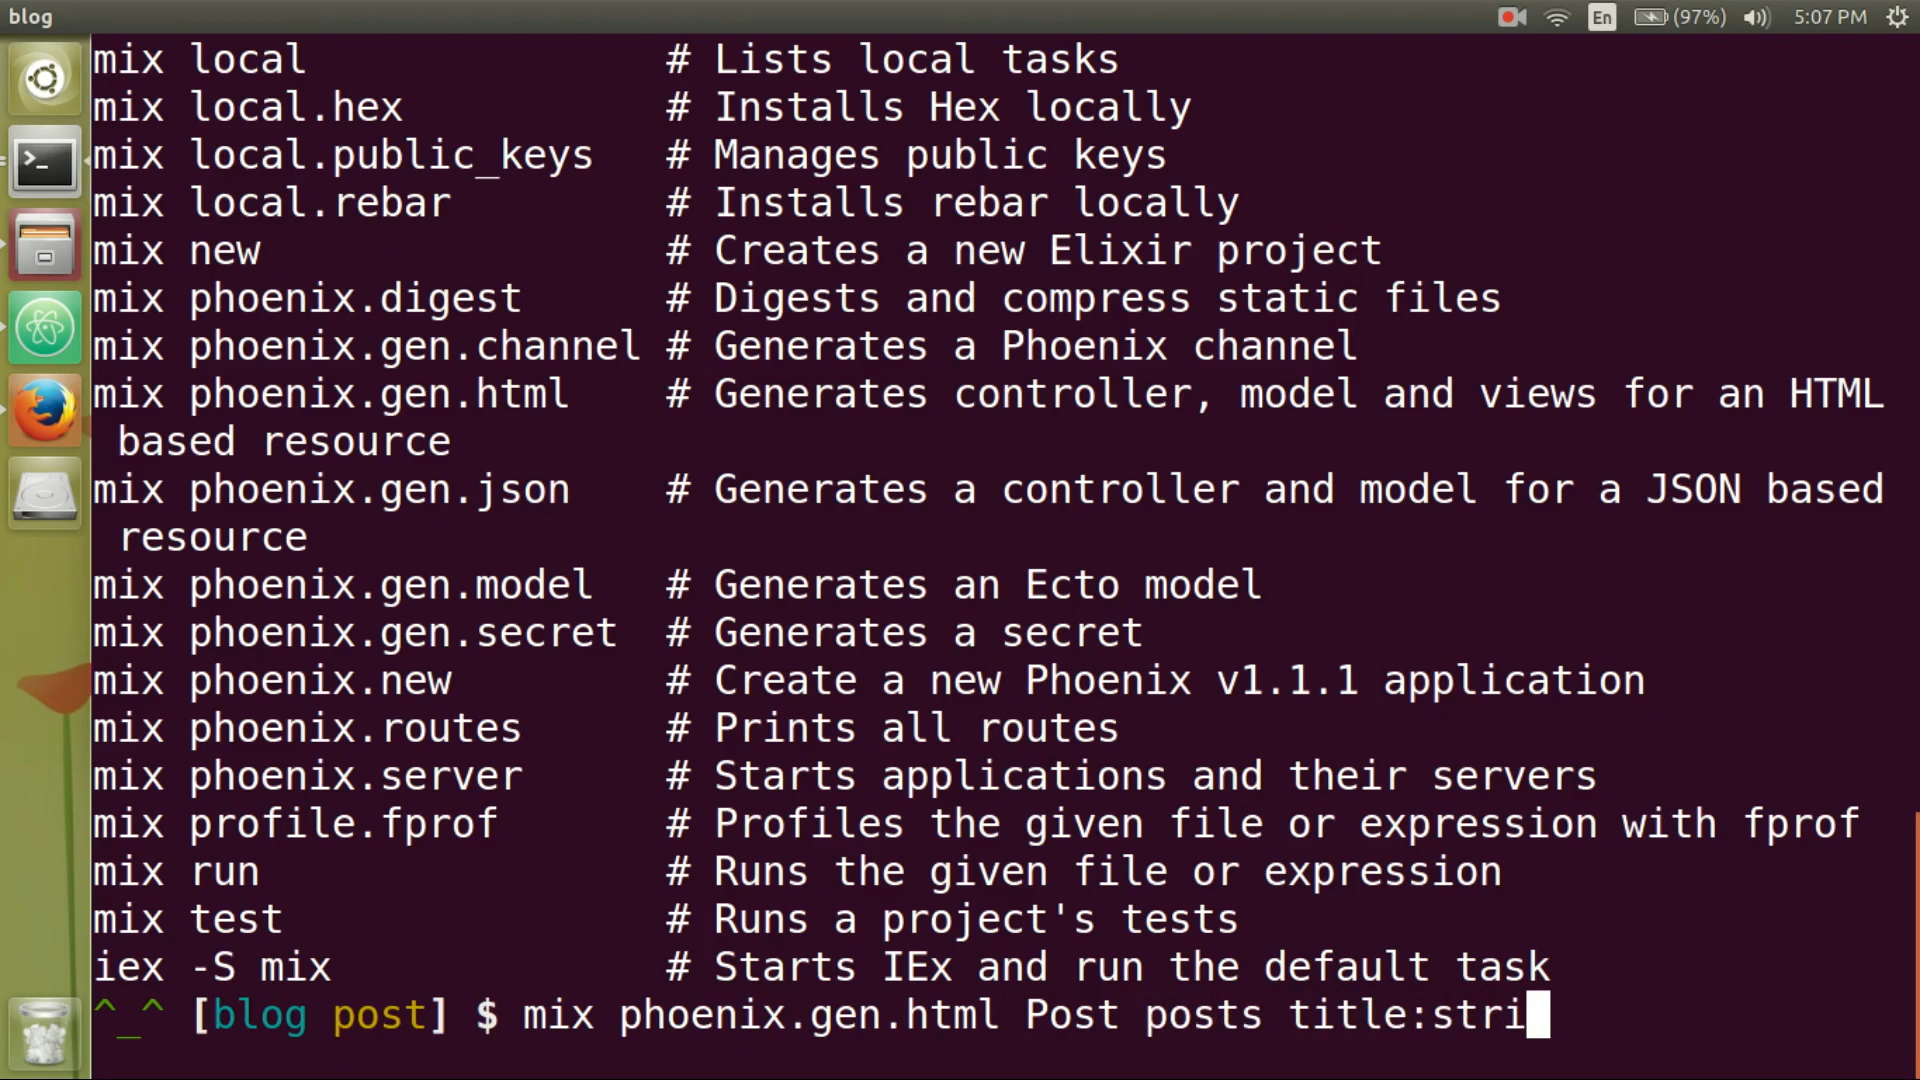 blog
En
(97%)
5:07 PM
mix local # Lists local tasks
mix local.hex # Installs Hex locally
mix local.public_keys # Manages public keys
mix local.rebar # Installs rebar locally
mix new # Creates a new Elixir project
mix phoenix.digest # Digests and compress static files
mix phoenix.gen.channel # Generates a Phoenix channel
mix phoenix.gen.html # Generates controller, model and views for an HTML
based resource
mix phoenix.gen.json # Generates a controller and model for a JSON based
resource
mix phoenix.gen.model # Generates an Ecto model
mix phoenix.gen.secret # Generates a secret
mix phoenix.new # Create a new Phoenix v1.1.1 application
mix phoenix.routes # Prints all routes
mix phoenix.server # Starts applications and their servers
mix profile.fprof # Profiles the given file or expression with fprof
mix run # Runs the given file or expression
mix test # Runs a project's tests
iex -S mix # Starts IEx and run the default task
^_^ [blog post] $ mix phoenix.gen.html Post posts title:stri